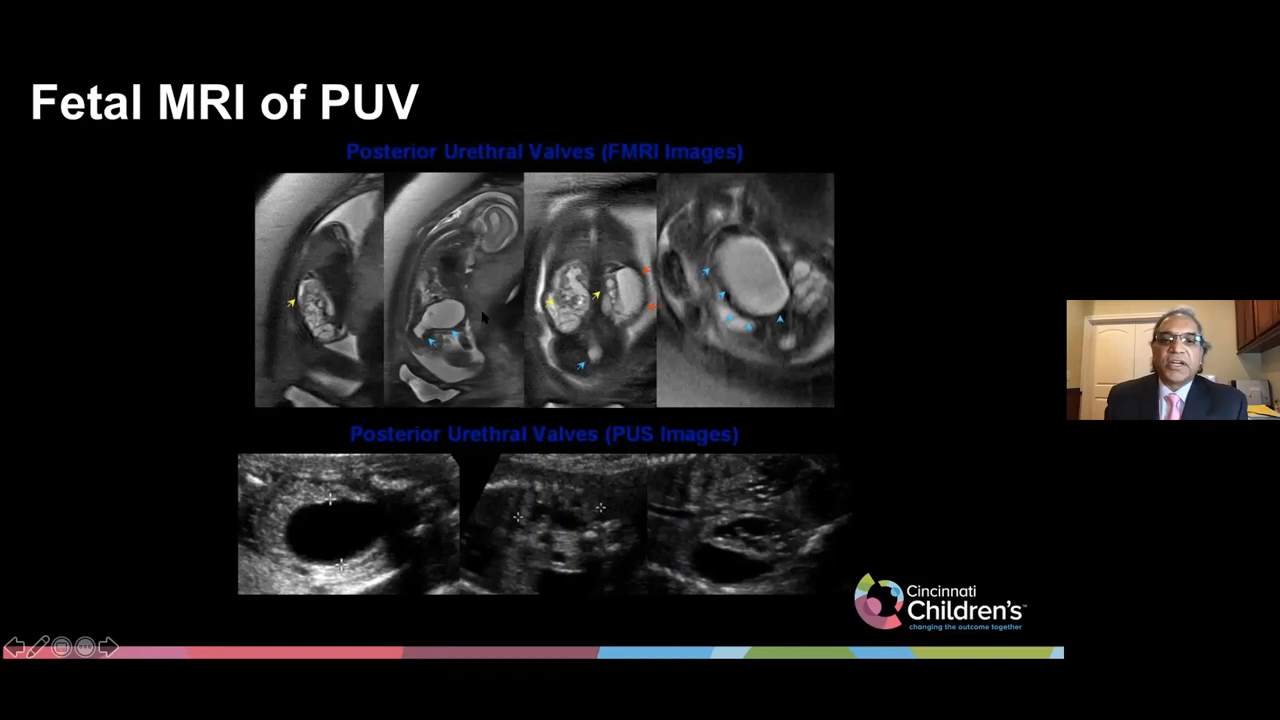 Fetal MRI of PUV
Posterior Urethral Valves (FMRI Images)
Posterior Urethral Valves (PUS Images)
Cincinnati
Children's™
changing the outcome together